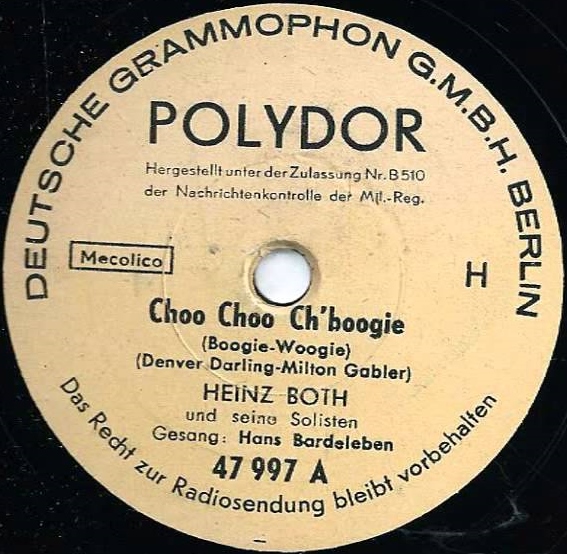 DEUTSCHE GRAMMOPHON G.M.B.H. BERLIN
POLYDOR
Hergestellt unter der Zulassung Nr. B 510
der Nachrichtenkontrolle der Mil.-Reg.
Mecolico
H
Choo Choo Ch'boogie
(Boogie-Woogie)
(Denver Darling-Milton Gabler)
HEINZ BOTH
und seine Solisten
Gesang: Hans Bardeleben
47 997 A
Das Recht zur Radiosendung bleibt vorbehalten